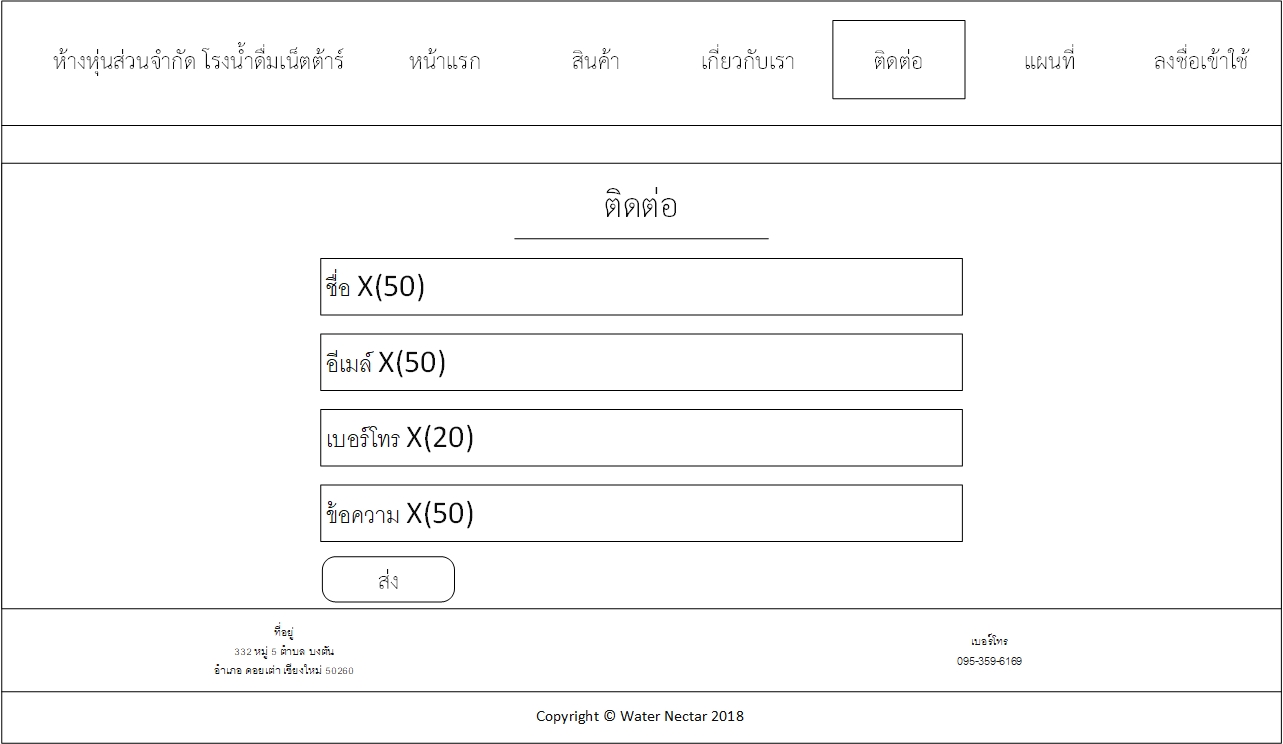 ห้างหุ่นส่วนจำกัด โรงน้ำดื่มเน็ตต้าร์ หน้าแรก สินค้า เกี่ยวกับเรา ติดต่อ แผนที่ ลงชื่อเข้าใช้
ติดต่อ
ชื่อ X(50)
อีเมล์ X(50)
เบอร์โทร X(20)
ข้อความ X(50)
ส่ง
ที่อยู่
332 หมู่ 5 ตำบล บงตัน
อำเภอ ดอยเต่า เชียงใหม่ 50260
เบอร์โทร
095-359-6169
Copyright © Water Nectar 2018